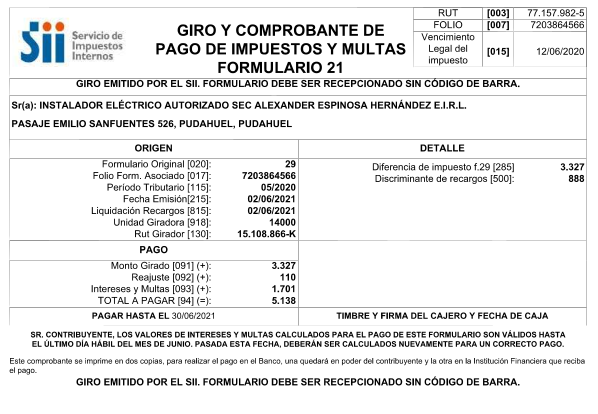 SII Servicio de
Impuestos
Internos
GIRO Y COMPROBANTE DE
PAGO DE IMPUESTOS Y MULTAS
FORMULARIO 21
RUT [003] 77.157.982-5
FOLIO [007] 7203864566
Vencimiento
Legal del
impuesto [015] 12/06/2020
GIRO EMITIDO POR EL SII. FORMULARIO DEBE SER RECEPCIONADO SIN CÓDIGO DE BARRA.
Sr(a): INSTALADOR ELÉCTRICO AUTORIZADO SEC ALEXANDER ESPINOSA HERNÁNDEZ E.I.R.L.
PASAJE EMILIO SANFUENTES 526, PUDAHUEL, PUDAHUEL
ORIGEN
Formulario Original [020]: 29
Folio Form. Asociado [017]: 7203864566
Período Tributario [115]: 05/2020
Fecha Emisión[215]: 02/06/2021
Liquidación Recargos [815]: 02/06/2021
Unidad Giradora [918]: 14000
Rut Girador [130]: 15.108.866-K
DETALLE
Diferencia de impuesto f.29 [285] 3.327
Discriminante de recargos [500]: 888
PAGO
Monto Girado [091] (+): 3.327
Reajuste [092] (+): 110
Intereses y Multas [093] (+): 1.701
TOTAL A PAGAR [94] (=): 5.138
PAGAR HASTA EL 30/06/2021
TIMBRE Y FIRMA DEL CAJERO Y FECHA DE CAJA
SR. CONTRIBUYENTE, LOS VALORES DE INTERESES Y MULTAS CALCULADOS PARA EL PAGO DE ESTE FORMULARIO SON VÁLIDOS HASTA
EL ÚLTIMO DÍA HÁBIL DEL MES DE JUNIO. PASADA ESTA FECHA, DEBERÁN SER CALCULADOS NUEVAMENTE PARA UN CORRECTO PAGO.
Este comprobante se imprime en dos copias, para realizar el pago en el Banco, una quedará en poder del contribuyente y la otra en la Institución Financiera que reciba
el pago.
GIRO EMITIDO POR EL SII. FORMULARIO DEBE SER RECEPCIONADO SIN CÓDIGO DE BARRA.